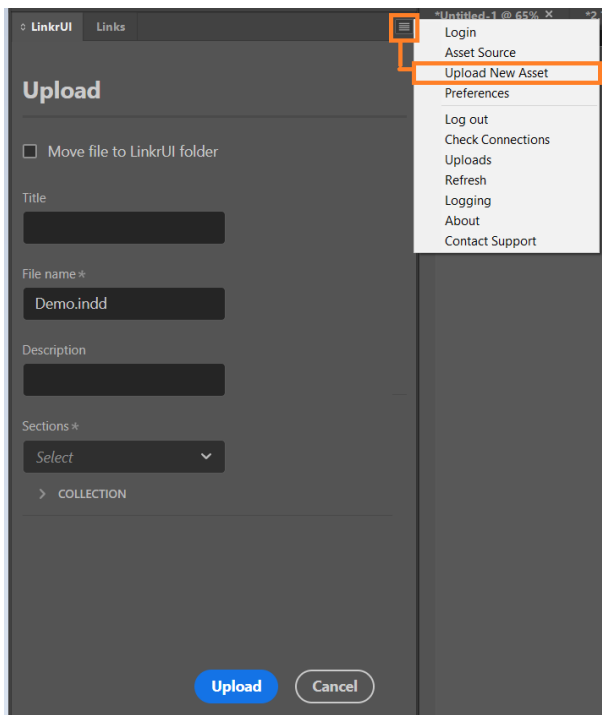 LinkrUI Links
*Untitled-1 @ 65% × *2
Login
Asset Source
Upload New Asset
Preferences
Log out
Check Connections
Uploads
Refresh
Logging
About
Contact Support
Upload
Move file to LinkrUI folder
Title
File name *
Demo.indd
Description
Sections *
Select
COLLECTION
Upload Cancel